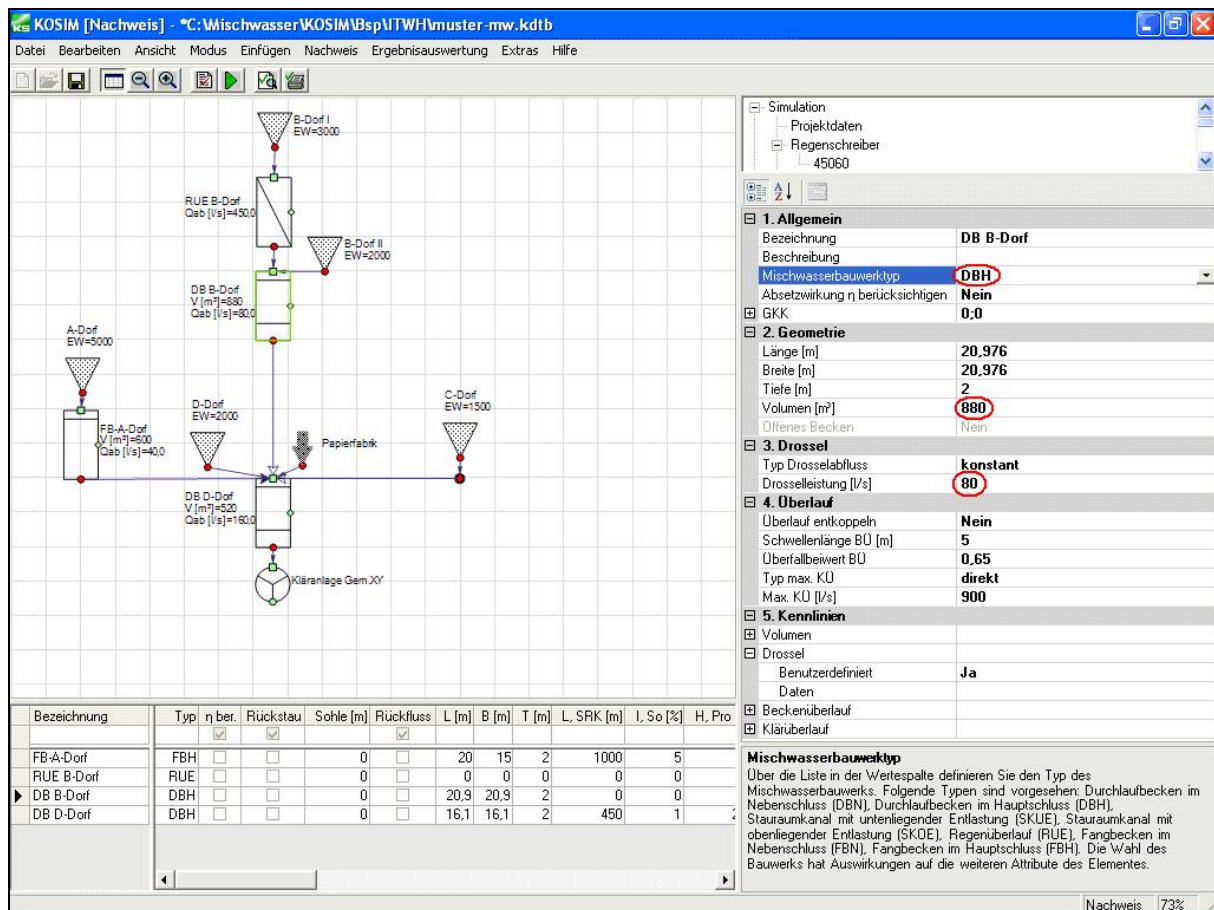 KOSIM [Nachweis] - *C:\Mischwasser\KOSIM\Bsp\ITWH\muster-mw.kdtb
Datei Bearbeiten Ansicht Modus Einfügen Nachweis Ergebnisauswertung Extras Hilfe
B-Dorf I
EW=3000
RUE B-Dorf
Qab [l/s]=450,0
B-Dorf II
EW=2000
DB B-Dorf
V [m³]=880
Qab [l/s]=80,0
A-Dorf
EW=5000
FB-A-Dorf
V [m³]=600
Qab [l/s]=40,0
D-Dorf
EW=2000
Papierfabrik
C-Dorf
EW=1500
DB D-Dorf
V [m³]=520
Qab [l/s]=160,0
Kläranlage Gem.XY
Simulation
Projektdaten
Regenschreiber
45060
1. Allgemein
Bezeichnung DB B-Dorf
Beschreibung
Mischwasserbauwerktyp DBH
Absetzwirkung η berücksichtigen Nein
GKK 0;0
2. Geometrie
Länge [m] 20,976
Breite [m] 20,976
Tiefe [m] 2
Volumen [m³] 880
Offenes Becken Nein
3. Drossel
Typ Drosselabfluss konstant
Drosselleistung [l/s] 80
4. Überlauf
Überlauf entkoppeln Nein
Schwellenlänge BÜ [m] 5
Überfallbeiwert BÜ 0,65
Typ max. KÜ direkt
Max. KÜ [l/s] 900
5. Kennlinien
Volumen
Drossel
Benutzerdefiniert Ja
Daten
Beckenüberlauf
Klärüberlauf
Bezeichnung Typ η ber. Rückstau Sohle [m] Rückfluss L [m] B [m] T [m] L, SRK [m] I, So [%] H, Pro
FB-A-Dorf FBH 0 20 15 2 1000 5
RUE B-Dorf RUE 0 0 0 0 0 0
DB B-Dorf DBH 0 20,9 20,9 2 0 0
DB D-Dorf DBH 0 16,1 16,1 2 450 1
Mischwasserbauwerktyp
Über die Liste in der Wertespalte definieren Sie den Typ des
Mischwasserbauwerks. Folgende Typen sind vorgesehen: Durchlaufbecken im
Nebenschluss (DBN), Durchlaufbecken im Hauptschluss (DBH),
Stauraumkanal mit untenliegender Entlastung (SKUE), Stauraumkanal mit
obenliegender Entlastung (SKOE), Regenüberlauf (RUE), Fangbecken im
Nebenschluss (FBN), Fangbecken im Hauptschluss (FBH). Die Wahl des
Bauwerks hat Auswirkungen auf die weiteren Attribute des Elementes.
Nachweis 73%